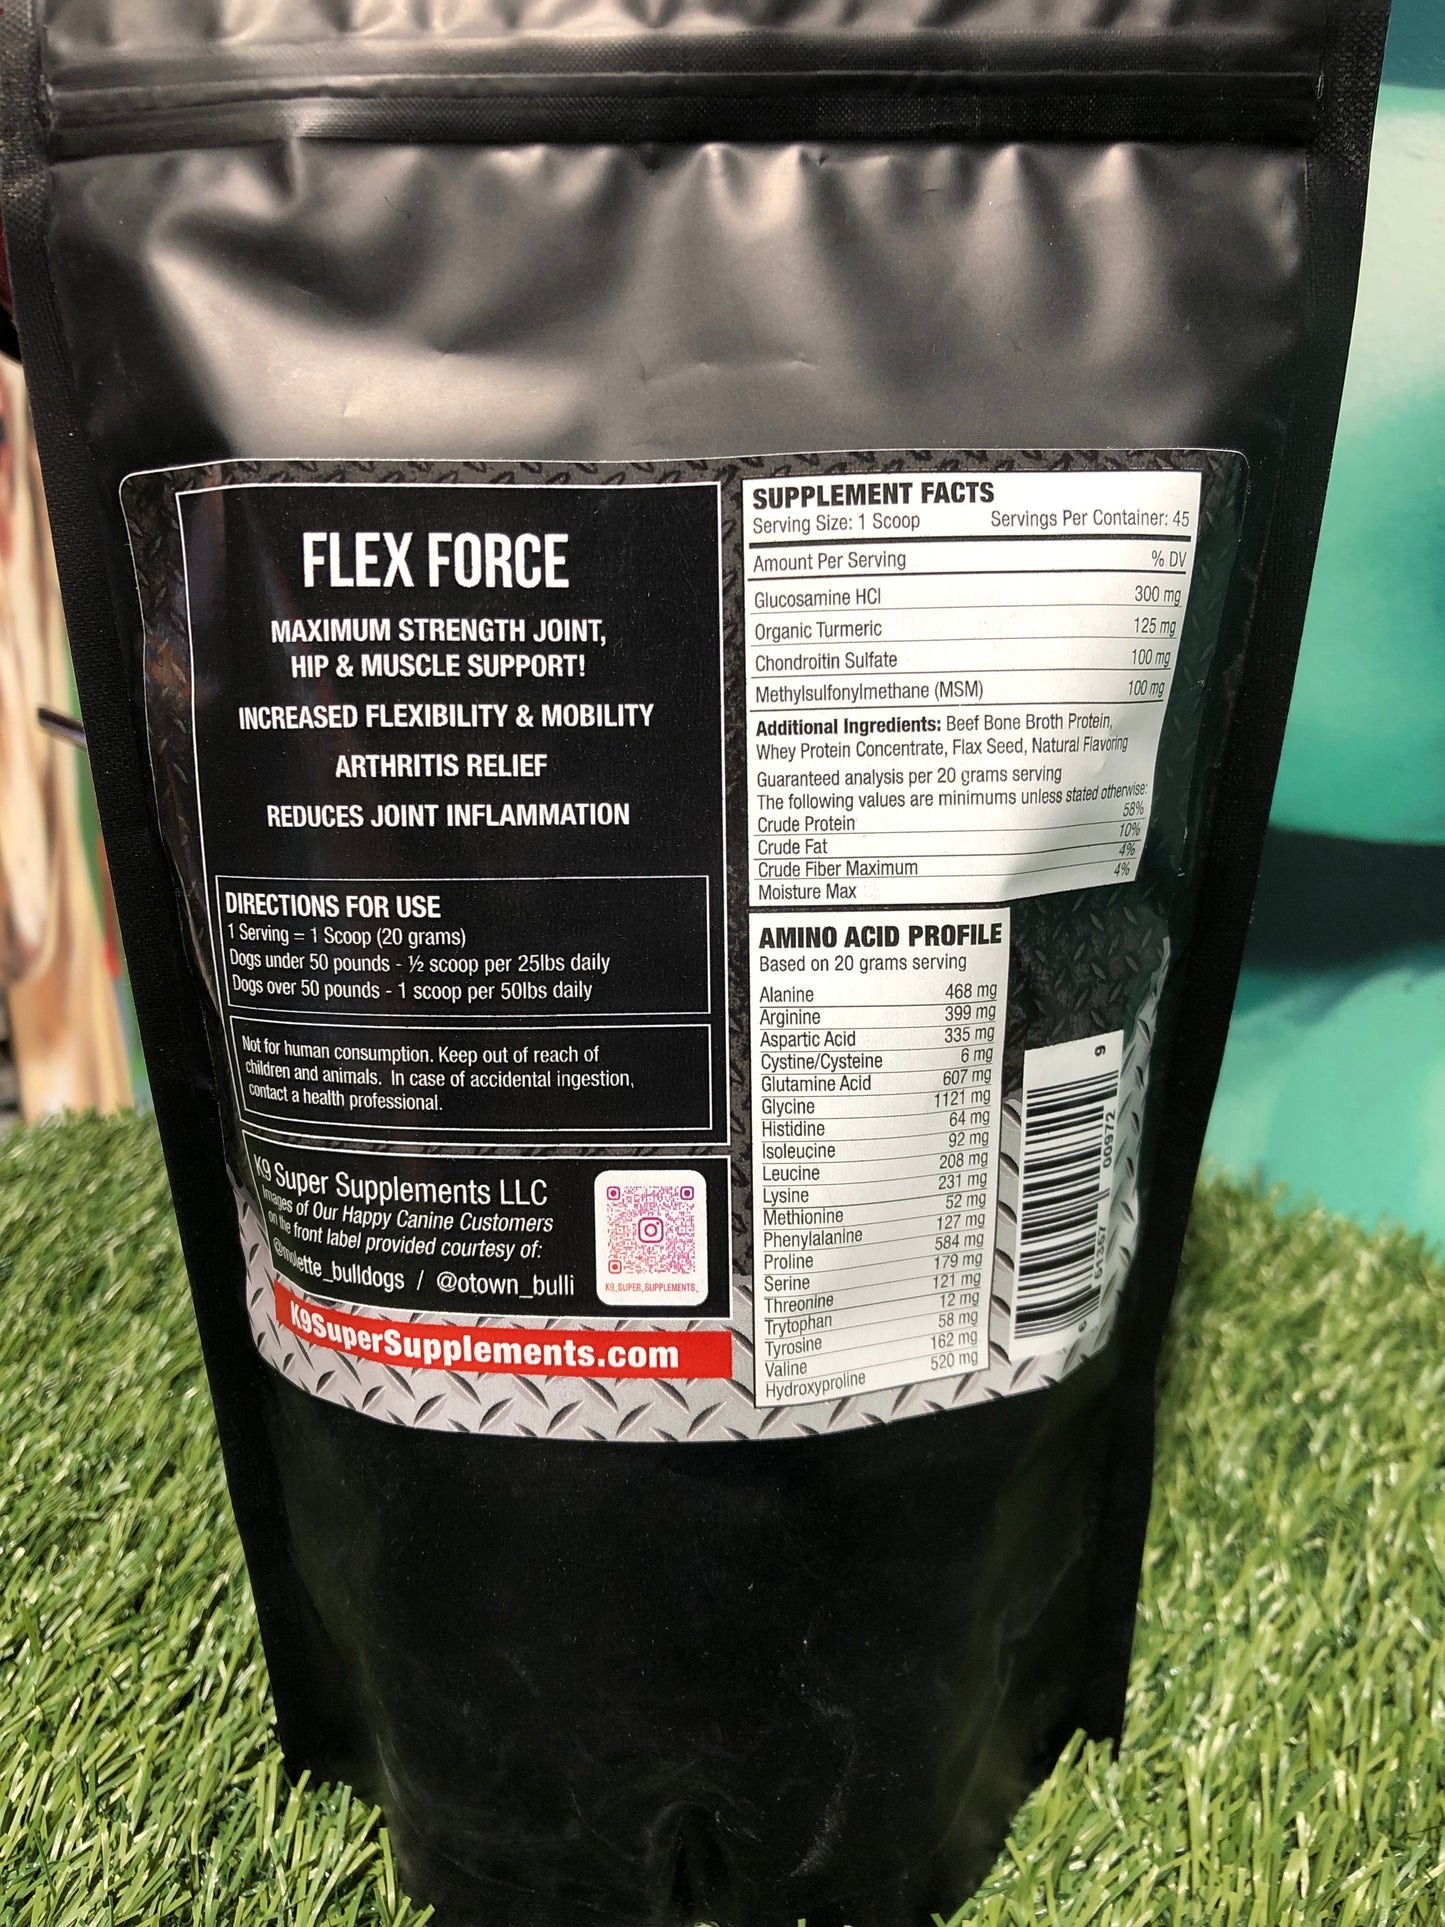 FLEX FORCE
MAXIMUM STRENGTH JOINT,
HIP & MUSCLE SUPPORT!
INCREASED FLEXIBILITY & MOBILITY
ARTHRITIS RELIEF
REDUCES JOINT INFLAMMATION
DIRECTIONS FOR USE
1 Serving = 1 Scoop (20 grams)
Dogs under 50 pounds - ½ scoop per 25lbs daily
Dogs over 50 pounds - 1 scoop per 50lbs daily
Not for human consumption. Keep out of reach of
children and animals. In case of accidental ingestion,
contact a health professional.
K9 Super Supplements LLC
Images of Our Happy Canine Customers
on the front label provided courtesy of:
@molette_bulldogs / @otown_bulli
K9_SUPER_SUPPLEMENTS_
K9SuperSupplements.com
SUPPLEMENT FACTS
Serving Size: 1 Scoop Servings Per Container: 45
Amount Per Serving % DV
Glucosamine HCl 300 mg
Organic Turmeric 125 mg
Chondroitin Sulfate 100 mg
Methylsulfonylmethane (MSM) 100 mg
Additional Ingredients: Beef Bone Broth Protein,
Whey Protein Concentrate, Flax Seed, Natural Flavoring
Guaranteed analysis per 20 grams serving
The following values are minimums unless stated otherwise:
Crude Protein 58%
Crude Fat 10%
Crude Fiber Maximum 4%
Moisture Max 4%
AMINO ACID PROFILE
Based on 20 grams serving
Alanine 468 mg
Arginine 399 mg
Aspartic Acid 335 mg
Cystine/Cysteine 6 mg
Glutamine Acid 607 mg
Glycine 1121 mg
Histidine 64 mg
Isoleucine 92 mg
Leucine 208 mg
Lysine 231 mg
Methionine 52 mg
Phenylalanine 127 mg
Proline 584 mg
Serine 179 mg
Threonine 121 mg
Trytophan 12 mg
Tyrosine 58 mg
Valine 162 mg
Hydroxyproline 520 mg
6 51367 00972 9